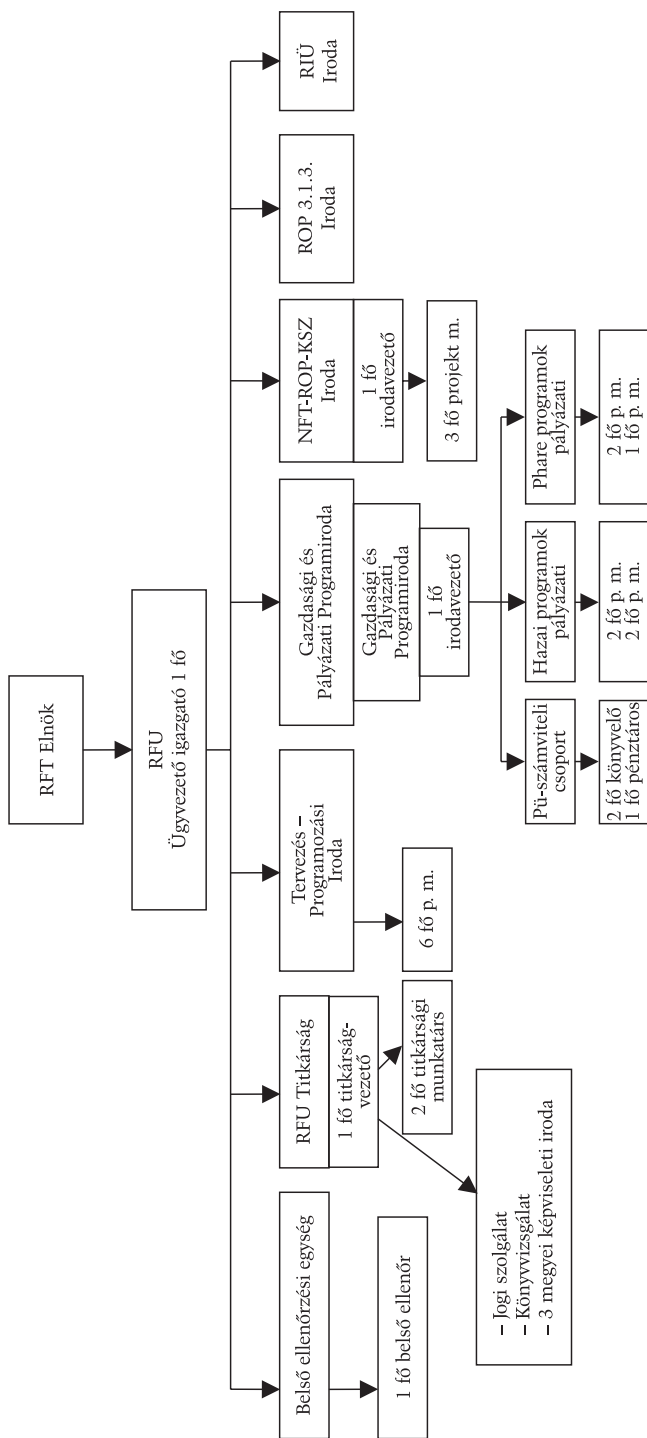 RFT Elnök
RFU
Ügyvezető igazgató 1 fő
Belső ellenőrzési egység
1 fő belső ellenőr
RFU Titkárság
1 fő titkárság-
vezető
2 fő titkársági
munkatárs
– Jogi szolgálat
– Könyvvizsgálat
– 3 megyei képviseleti iroda
Tervezés –
Programozási
Iroda
6 fő p. m.
Gazdasági és
Pályázati Programiroda
Gazdasági és
Pályázati
Programiroda
1 fő
irodavezető
Pü-számviteli
csoport
2 fő könyvelő
1 fő pénztáros
Hazai programok
pályázati
2 fő p. m.
2 fő p. m.
Phare programok
pályázati
2 fő p. m.
1 fő p. m.
NFT-ROP-KSZ
Iroda
1 fő
irodavezető
3 fő projekt m.
ROP 3.1.3.
Iroda
RIÜ
Iroda